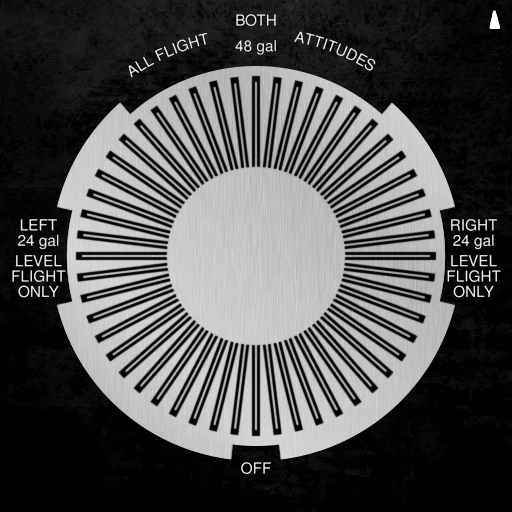 BOTH
48 gal
ALL FLIGHT ATTITUDES
LEFT
24 gal
LEVEL
FLIGHT
ONLY
RIGHT
24 gal
LEVEL
FLIGHT
ONLY
OFF